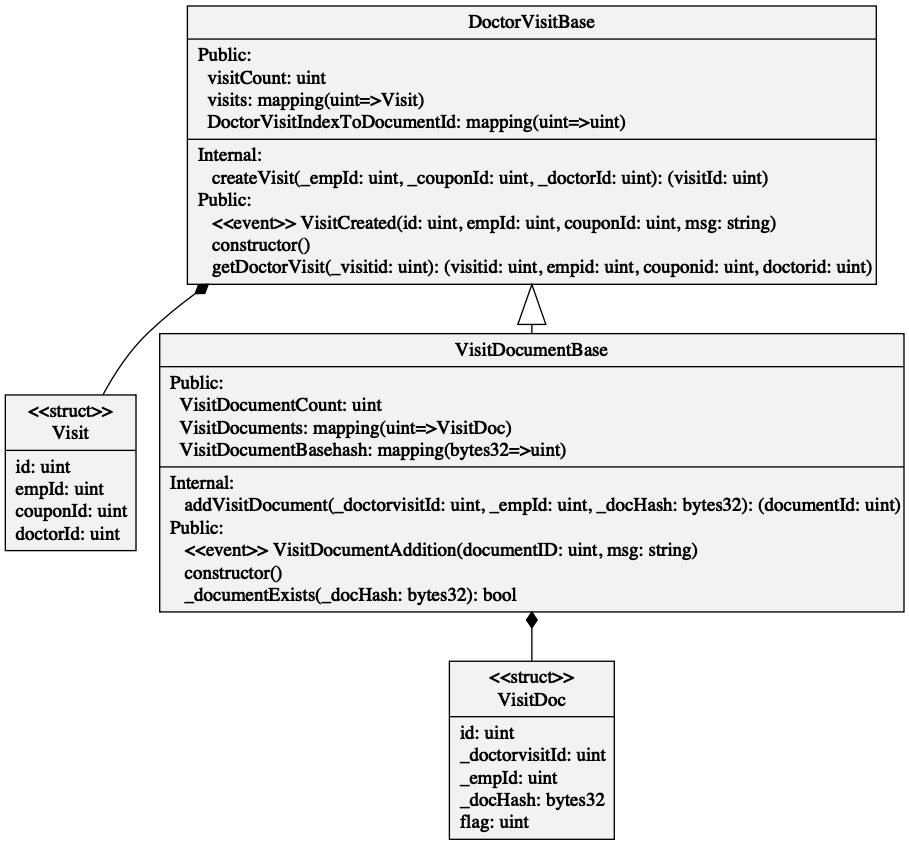 DoctorVisitBase
Public:
visitCount: uint
visits: mapping(uint=>Visit)
DoctorVisitIndexToDocumentId: mapping(uint=>uint)
Internal:
createVisit(_empId: uint, _couponId: uint, _doctorId: uint): (visitId: uint)
Public:
<<event>> VisitCreated(id: uint, empId: uint, couponId: uint, msg: string)
constructor()
getDoctorVisit(_visitid: uint): (visitid: uint, empid: uint, couponid: uint, doctorid: uint)
<<struct>>
Visit
id: uint
empId: uint
couponId: uint
doctorId: uint
VisitDocumentBase
Public:
VisitDocumentCount: uint
VisitDocuments: mapping(uint=>VisitDoc)
VisitDocumentBasehash: mapping(bytes32=>uint)
Internal:
addVisitDocument(_doctorvisitId: uint, _empId: uint, _docHash: bytes32): (documentId: uint)
Public:
<<event>> VisitDocumentAddition(documentID: uint, msg: string)
constructor()
_documentExists(_docHash: bytes32): bool
<<struct>>
VisitDoc
id: uint
_doctorvisitId: uint
_empId: uint
_docHash: bytes32
flag: uint